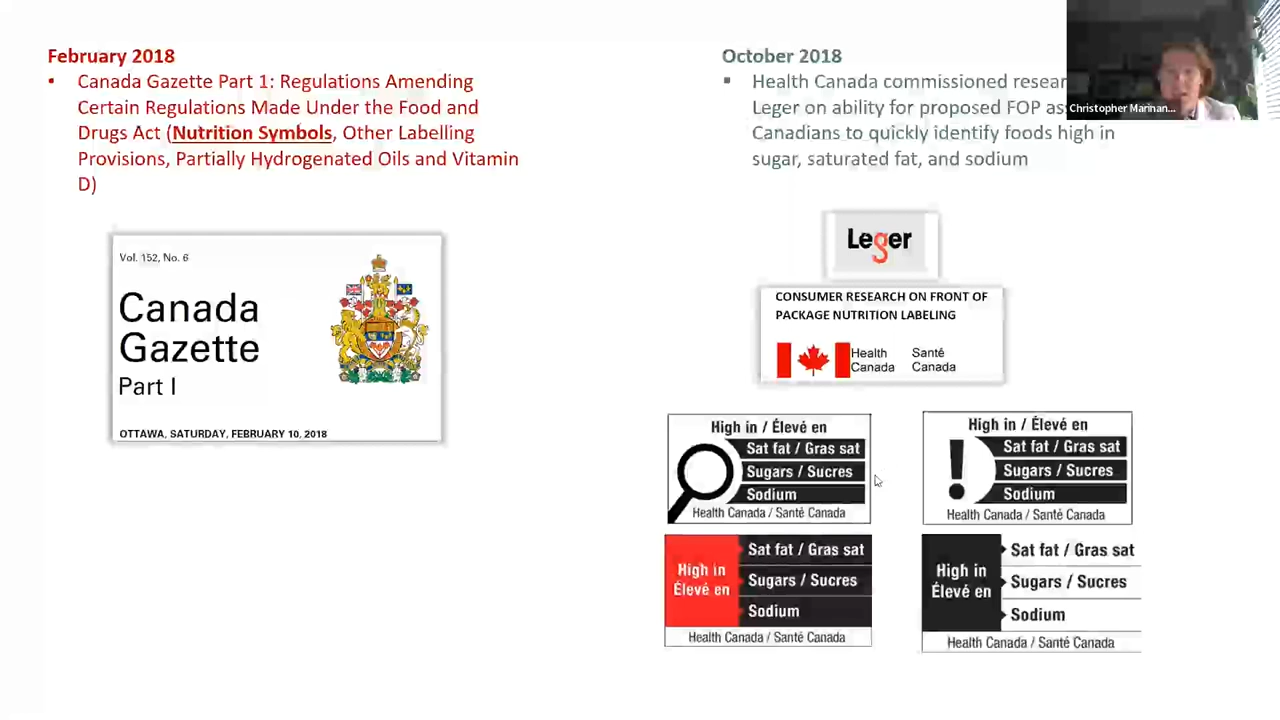 February 2018
• Canada Gazette Part 1: Regulations Amending
Certain Regulations Made Under the Food and
Drugs Act (Nutrition Symbols, Other Labelling
Provisions, Partially Hydrogenated Oils and Vitamin
D)
Vol. 152, No. 6
Canada
Gazette
Part I
OTTAWA, SATURDAY, FEBRUARY 10, 2018
October 2018
▪ Health Canada commissioned resear
Leger on ability for proposed FOP as
Canadians to quickly identify foods high in
sugar, saturated fat, and sodium
Christopher Marinan...
Leger
CONSUMER RESEARCH ON FRONT OF
PACKAGE NUTRITION LABELING
Health Canada
Santé Canada
High in / Élevé en
Sat fat / Gras sat
Sugars / Sucres
Sodium
Health Canada / Santé Canada
High in / Élevé en
!
Sat fat / Gras sat
Sugars / Sucres
Sodium
Health Canada / Santé Canada
High in
Élevé en
Sat fat / Gras sat
Sugars / Sucres
Sodium
Health Canada / Santé Canada
High in
Élevé en
Sat fat / Gras sat
Sugars / Sucres
Sodium
Health Canada / Santé Canada